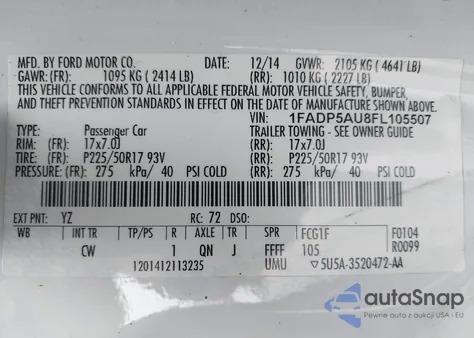 MFD. BY FORD MOTOR CO. DATE: 12/14 GVWR: 2105 KG ( 4641 LB)
GAWR: (FR): 1095 KG ( 2414 LB) (RR): 1010 KG ( 2227 LB)
THIS VEHICLE CONFORMS TO ALL APPLICABLE FEDERAL MOTOR VEHICLE SAFETY, BUMPER,
AND THEFT PREVENTION STANDARDS IN EFFECT ON THE DATE OF MANUFACTURE SHOWN ABOVE.
VIN: 1FADP5AU8FL105507
TYPE: Passenger Car TRAILER TOWING - SEE OWNER GUIDE
RIM: (FR): 17x7.0J (RR): 17x7.0J
TIRE: (FR): P225/50R17 93V (RR): P225/50R17 93V
PRESSURE: (FR): 275 kPa/ 40 PSI COLD (RR): 275 kPa/ 40 PSI COLD
EXT PNT: YZ RC: 72 DSO:
WB INT TR TP/PS R AXLE TR SPR FCG1F F0104
CW 1 QN J FFFF 105 R0099
1201412113235 UMU ▽5U5A-3520472-AA
autoSnap
Pewne auta z dopłatą USA - EU